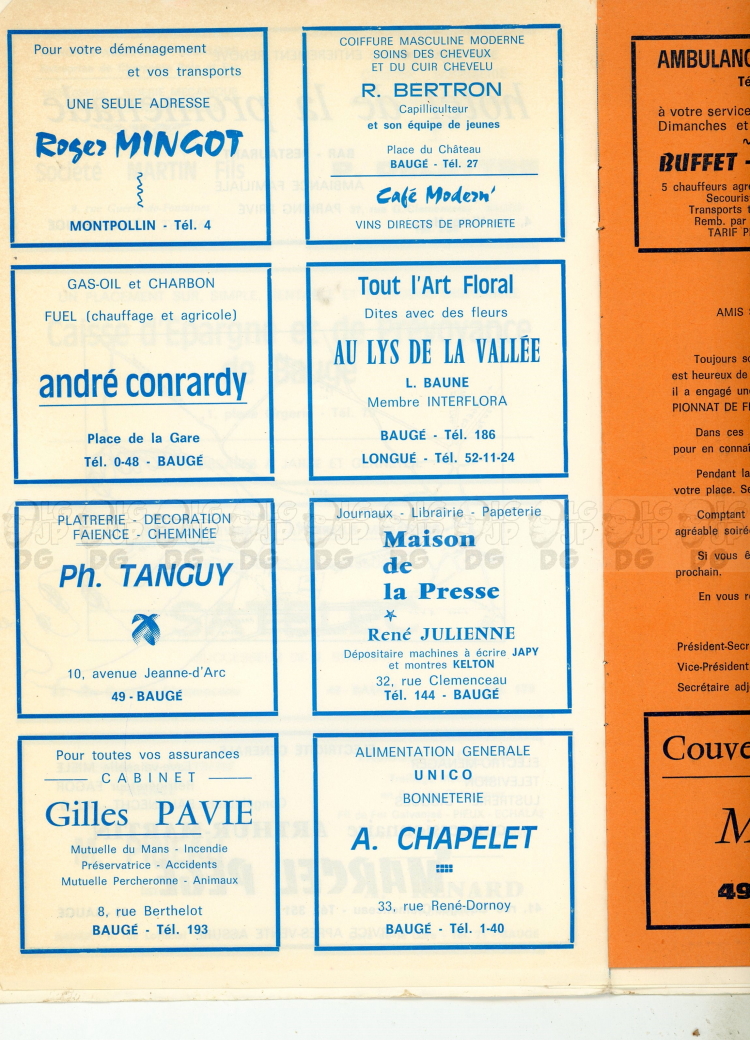 Pour votre déménagement
et vos transports
UNE SEULE ADRESSE
Roger MINGOT
MONTPOLLIN - Tél. 4
COIFFURE MASCULINE MODERNE
SOINS DES CHEVEUX
ET DU CUIR CHEVELU
R. BERTRON
Capilliculteur
et son équipe de jeunes
Place du Château
BAUGÉ - Tél. 27
Café Modern'
VINS DIRECTS DE PROPRIETE
GAS-OIL et CHARBON
FUEL (chauffage et agricole)
andré conrardy
Place de la Gare
Tél. 0-48 - BAUGÉ
Tout l'Art Floral
Dites avec des fleurs
AU LYS DE LA VALLÉE
L. BAUNE
Membre INTERFLORA
BAUGÉ - Tél. 186
LONGUÉ - Tél. 52-11-24
PLATRERIE - DECORATION
FAIENCE - CHEMINÉE
Ph. TANGUY
10, avenue Jeanne-d'Arc
49 - BAUGÉ
Journaux - Librairie - Papeterie
Maison
de
la Presse
René JULIENNE
Dépositaire machines à écrire JAPY
et montres KELTON
32, rue Clemenceau
Tél. 144 - BAUGÉ
Pour toutes vos assurances
CABINET
Gilles PAVIE
Mutuelle du Mans - Incendie
Préservatrice - Accidents
Mutuelle Percheronne - Animaux
8, rue Berthelot
BAUGÉ - Tél. 193
ALIMENTATION GENERALE
UNICO
BONNETERIE
A. CHAPELET
33, rue René-Dornoy
BAUGÉ - Tél. 1-40
AMBULANC
Té
à votre service
Dimanches et
BUFFET -
5 chauffeurs agré
Secouris
Transports t
Remb. par
TARIF P
AMIS
Toujours so
est heureux de
il a engagé un
PIONNAT DE F
Dans ces
pour en connaî
Pendant la
votre place. Se
Comptant
agréable soiré
Si vous ê
prochain.
En vous r
Président-Secr
Vice-Président
Secrétaire adj
Couve
M
49